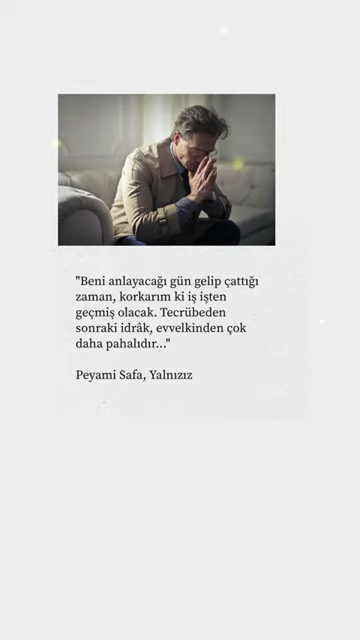 "Beni anlayacağı gün gelip çattığı
zaman, korkarım ki iş işten
geçmiş olacak. Tecrübeden
sonraki idrâk, evvelkinden çok
daha pahalıdır..."
Peyami Safa, Yalnızız